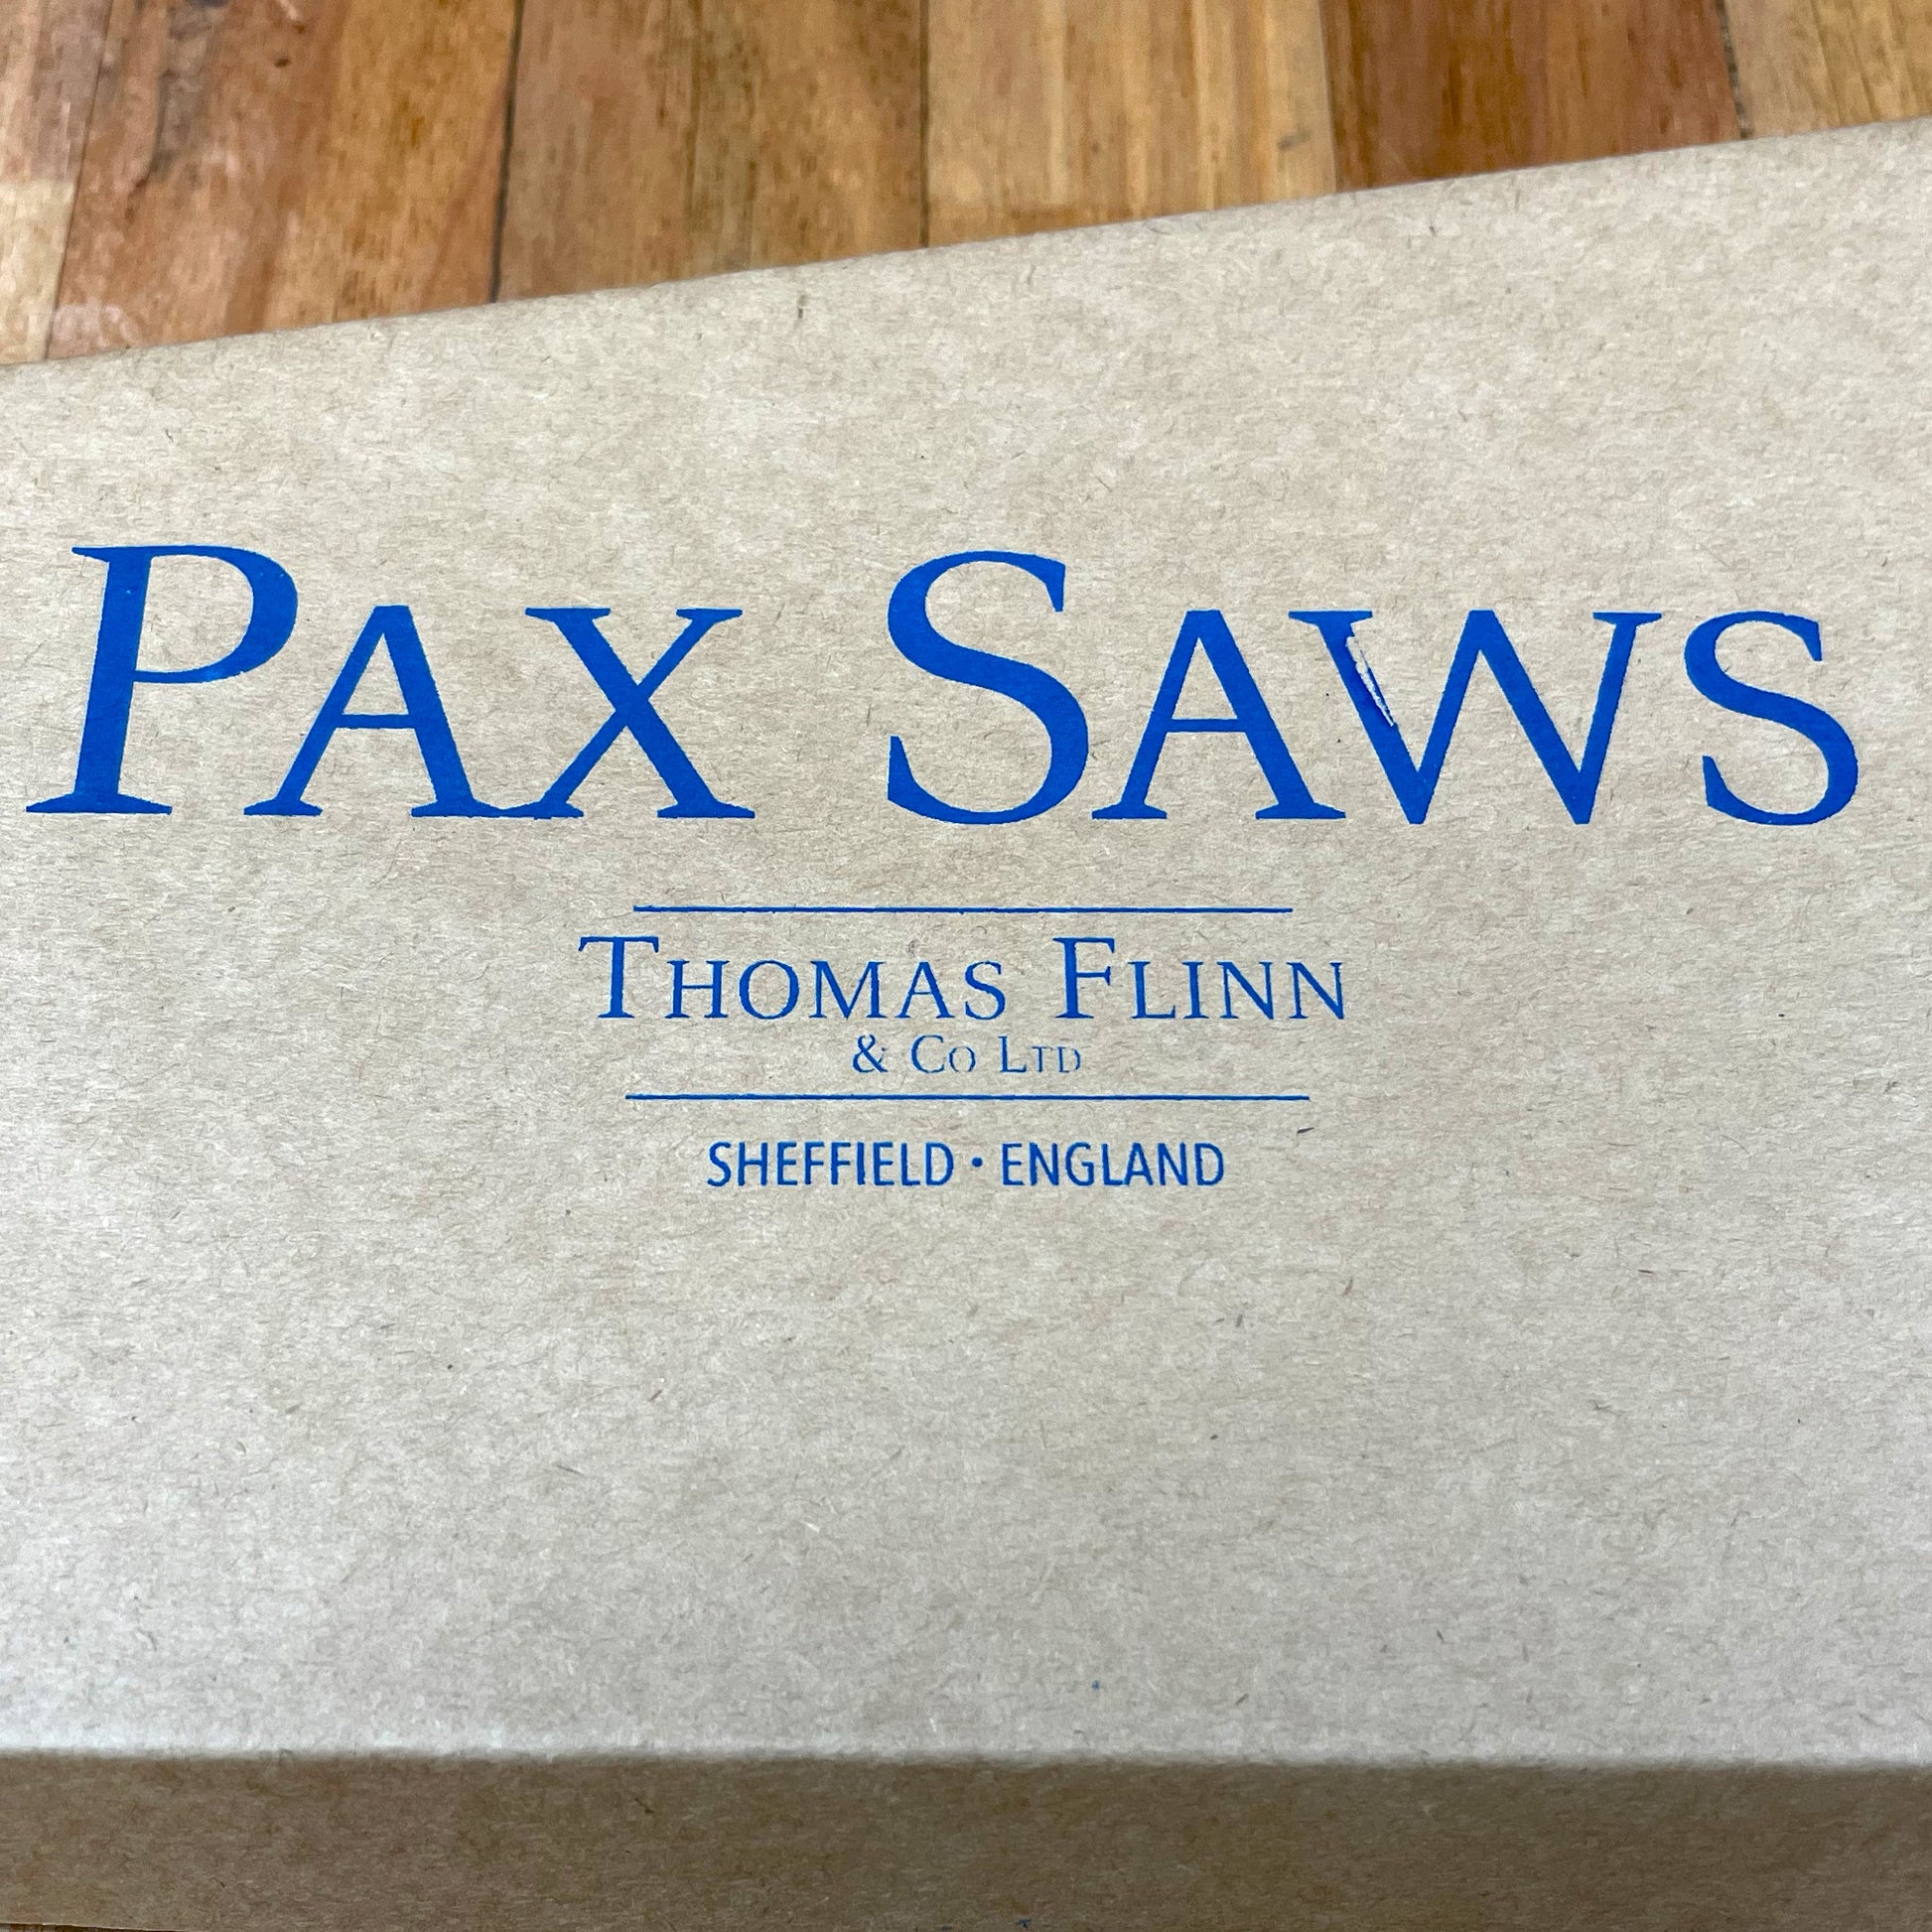 PAX SAWS
THOMAS FLINN
& CO LTD
SHEFFIELD • ENGLAND